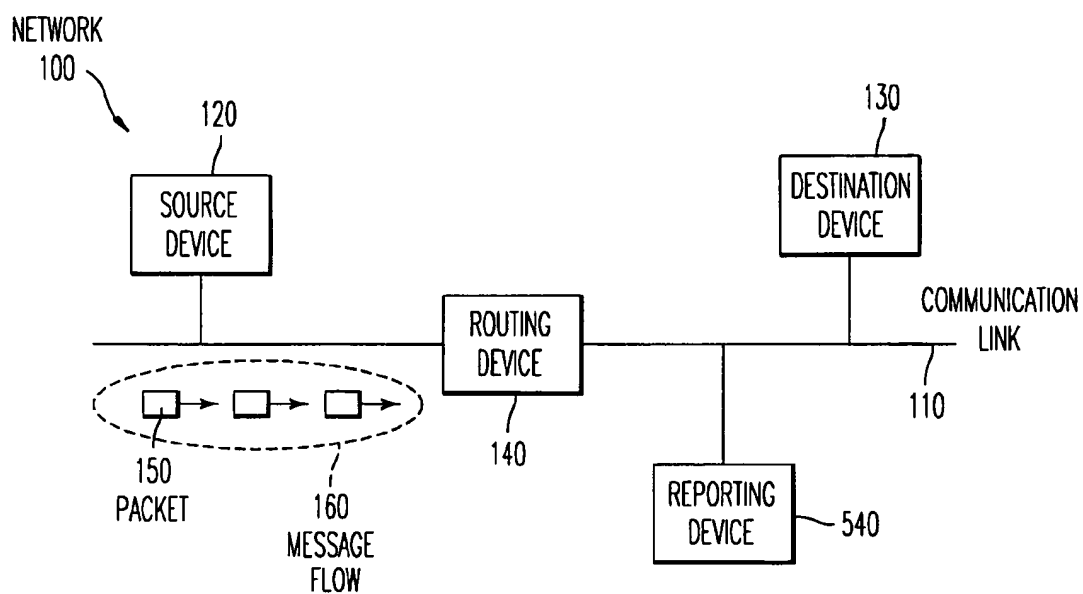 NETWORK
100
120
SOURCE
DEVICE
130
DESTINATION
DEVICE
ROUTING
DEVICE
140
COMMUNICATION
LINK
110
150
PACKET
160
MESSAGE
FLOW
REPORTING
DEVICE
540